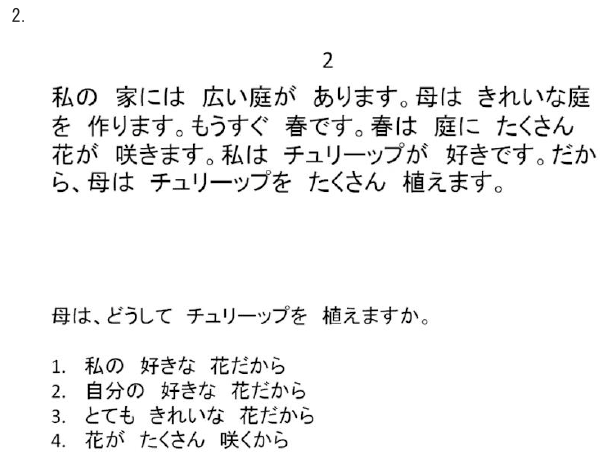 2.
2
私の 家には 広い庭が あります。母は きれいな庭
を 作ります。もうすぐ 春です。春は 庭に たくさん
花が 咲きます。私は チュリーップが 好きです。だか
ら、母は チュリーップを たくさん 植えます。
母は、どうして チュリーップを 植えますか。
1. 私の 好きな 花だから
2. 自分の 好きな 花だから
3. とても きれいな 花だから
4. 花が たくさん 咲くから